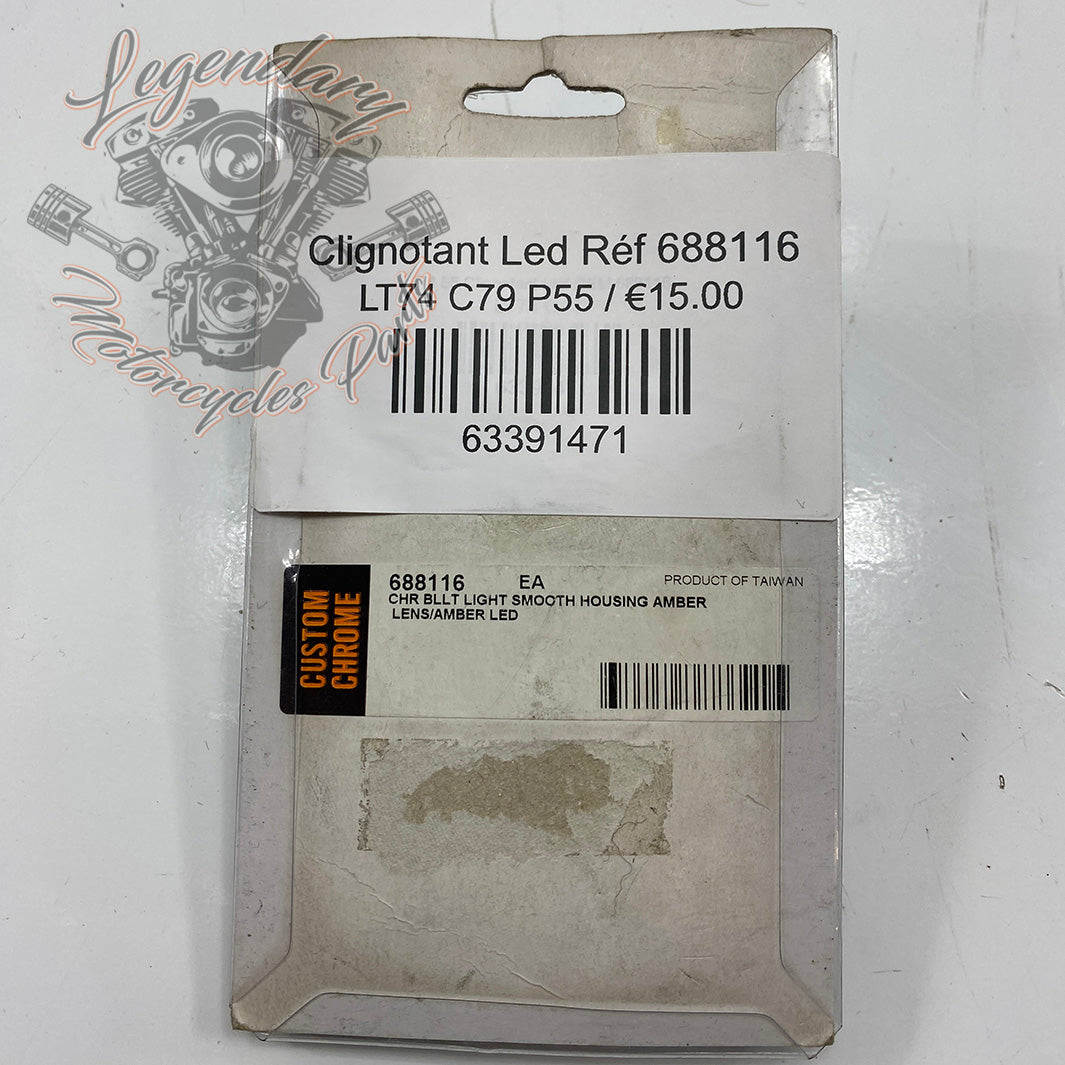 Legendary
Motorcycles Parts
Clignotant Led Réf 688116
LT74 C79 P55 / €15.00
63391471
CUSTOM
CHROME
688116 EA PRODUCT OF TAIWAN
CHR BLLT LIGHT SMOOTH HOUSING AMBER
LENS/AMBER LED